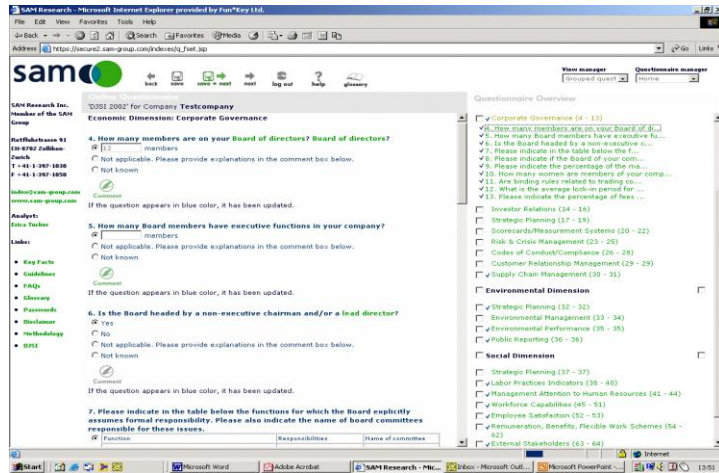 SAM Research - Microsoft Internet Explorer provided by Fun*Key Ltd.
File Edit View Favorites Tools Help
Back Search Favorites Media
Address https://secure2.sam-group.com/indexes/q_fset.jsp Go Links
sam
back save save + next next log out help glossary
View manager Questionnaire manager
Grouped quest Home
SAM Research Inc.
Member of the SAM
Group
Zurich
T +41-1-397-1030
F +41-1-397-1050
index@sam-group.com
www.sam-group.com
Analyst:
Erica Tucker
Links:
Key Facts
Guidelines
FAQs
Glossary
Passwords
Disclaimer
Methodology
DJSI
Online Questionnaire
'DJSI 2002' for Company Testcompany
Economic Dimension: Corporate Governance
4. How many members are on your Board of directors? Board of directors?
12 members
Not applicable. Please provide explanations in the comment box below.
Not known
Comment
If the question appears in blue color, it has been updated.
5. How many Board members have executive functions in your company?
members
Not applicable. Please provide explanations in the comment box below.
Not known
Comment
If the question appears in blue color, it has been updated.
6. Is the Board headed by a non-executive chairman and/or a lead director?
Yes
No
Not applicable. Please provide explanations in the comment box below.
Not known
Comment
If the question appears in blue color, it has been updated.
7. Please indicate in the table below the functions for which the Board explicitly
assumes formal responsibility. Please also indicate the name of board committees
responsible for these issues.
Function Responsibilities Name of committee
Questionnaire Overview
Corporate Governance (4 - 13)
4. How many members are on your Board of di...
5. How many Board members have executive fu...
6. Is the Board headed by a non-executive c...
7. Please indicate in the table below the f...
8. Please indicate if the Board of your com...
9. Please indicate the percentage of the ma...
10. How many women are members of your comp...
11. Are binding rules related to trading co...
12. What is the average lock-in period for ...
13. Please indicate the percentage of fees ...
Investor Relations (14 - 16)
Strategic Planning (17 - 19)
Scorecards/Measurement Systems (20 - 22)
Risk & Crisis Management (23 - 25)
Codes of Conduct/Compliance (26 - 28)
Customer Relationship Management (29 - 29)
Supply Chain Management (30 - 31)
Environmental Dimension
Strategic Planning (32 - 32)
Environmental Management (33 - 34)
Environmental Performance (35 - 35)
Public Reporting (36 - 36)
Social Dimension
Strategic Planning (37 - 37)
Labor Practices Indicators (38 - 40)
Management Attention to Human Resources (41 - 44)
Workforce Capabilities (45 - 51)
Employee Satisfaction (52 - 53)
Remuneration, Benefits, Flexible Work Schemes (54 -
62)
External Stakeholders (63 - 64)
Internet
Start Microsoft Word Adobe Acrobat SAM Research - Mic... Inbox - Microsoft Outl... Microsoft PowerPoint -... 13:51